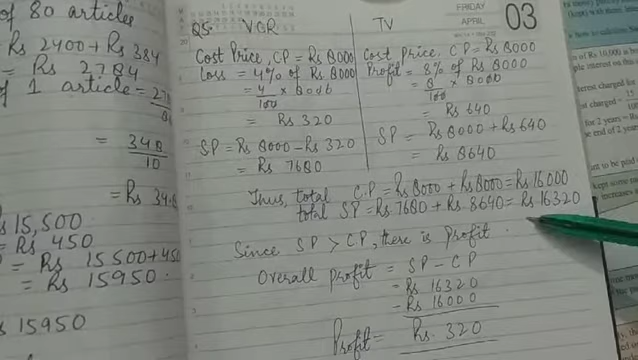 of 80 articles
Rs 2400 + Rs 384
= Rs 2784
of 1 article =
= 348
10
= Rs 34.8
15,500
= Rs 450
= Rs 15500 + 450
= Rs 15950
15950
FRIDAY
APRIL
03
Q5. VCR
Cost Price, CP = Rs 8000
Loss = 4% of Rs 8000
= 4/100 × 8000
= Rs 320
SP = Rs 8000 – Rs 320
= Rs 7680
TV
Cost Price, CP = Rs 8000
Profit = 8% of Rs 8000
= 8/100 × 8000
= Rs 640
SP = Rs 8000 + Rs 640
= Rs 8640
Thus, total C.P = Rs 8000 + Rs 8000 = Rs 16000
total SP = Rs 7680 + Rs. 8640 = Rs 16320
Since SP > CP, there is profit.
Overall profit = SP – CP
= Rs 16320
– Rs 16000
Profit = Rs. 320